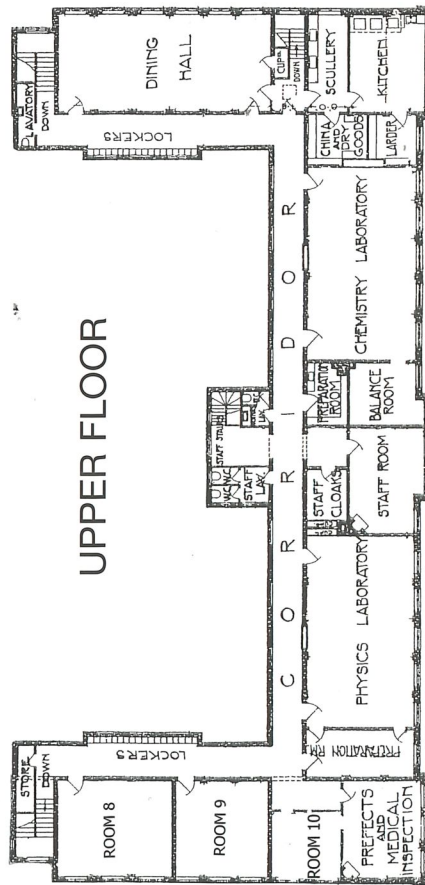 UPPER FLOOR
LAVATORY
DOWN
DINING
HALL
CUP
DOWN
SCULLERY
KITCHEN
LOCKERS
CHINA
AND
DRY
GOODS
LARDER
CORRIDOR
CHEMISTRY LABORATORY
STAFF STAIRS
PREPARATION
ROOM
BALANCE
ROOM
W.C.
W.C.
STAFF
LAV.
STAFF
CLOAKS
STAFF ROOM
PHYSICS LABORATORY
PREPARATION RM
STORE
DOWN
LOCKERS
ROOM 8
ROOM 9
ROOM 10
PREFECTS
AND
MEDICAL
INSPECTION